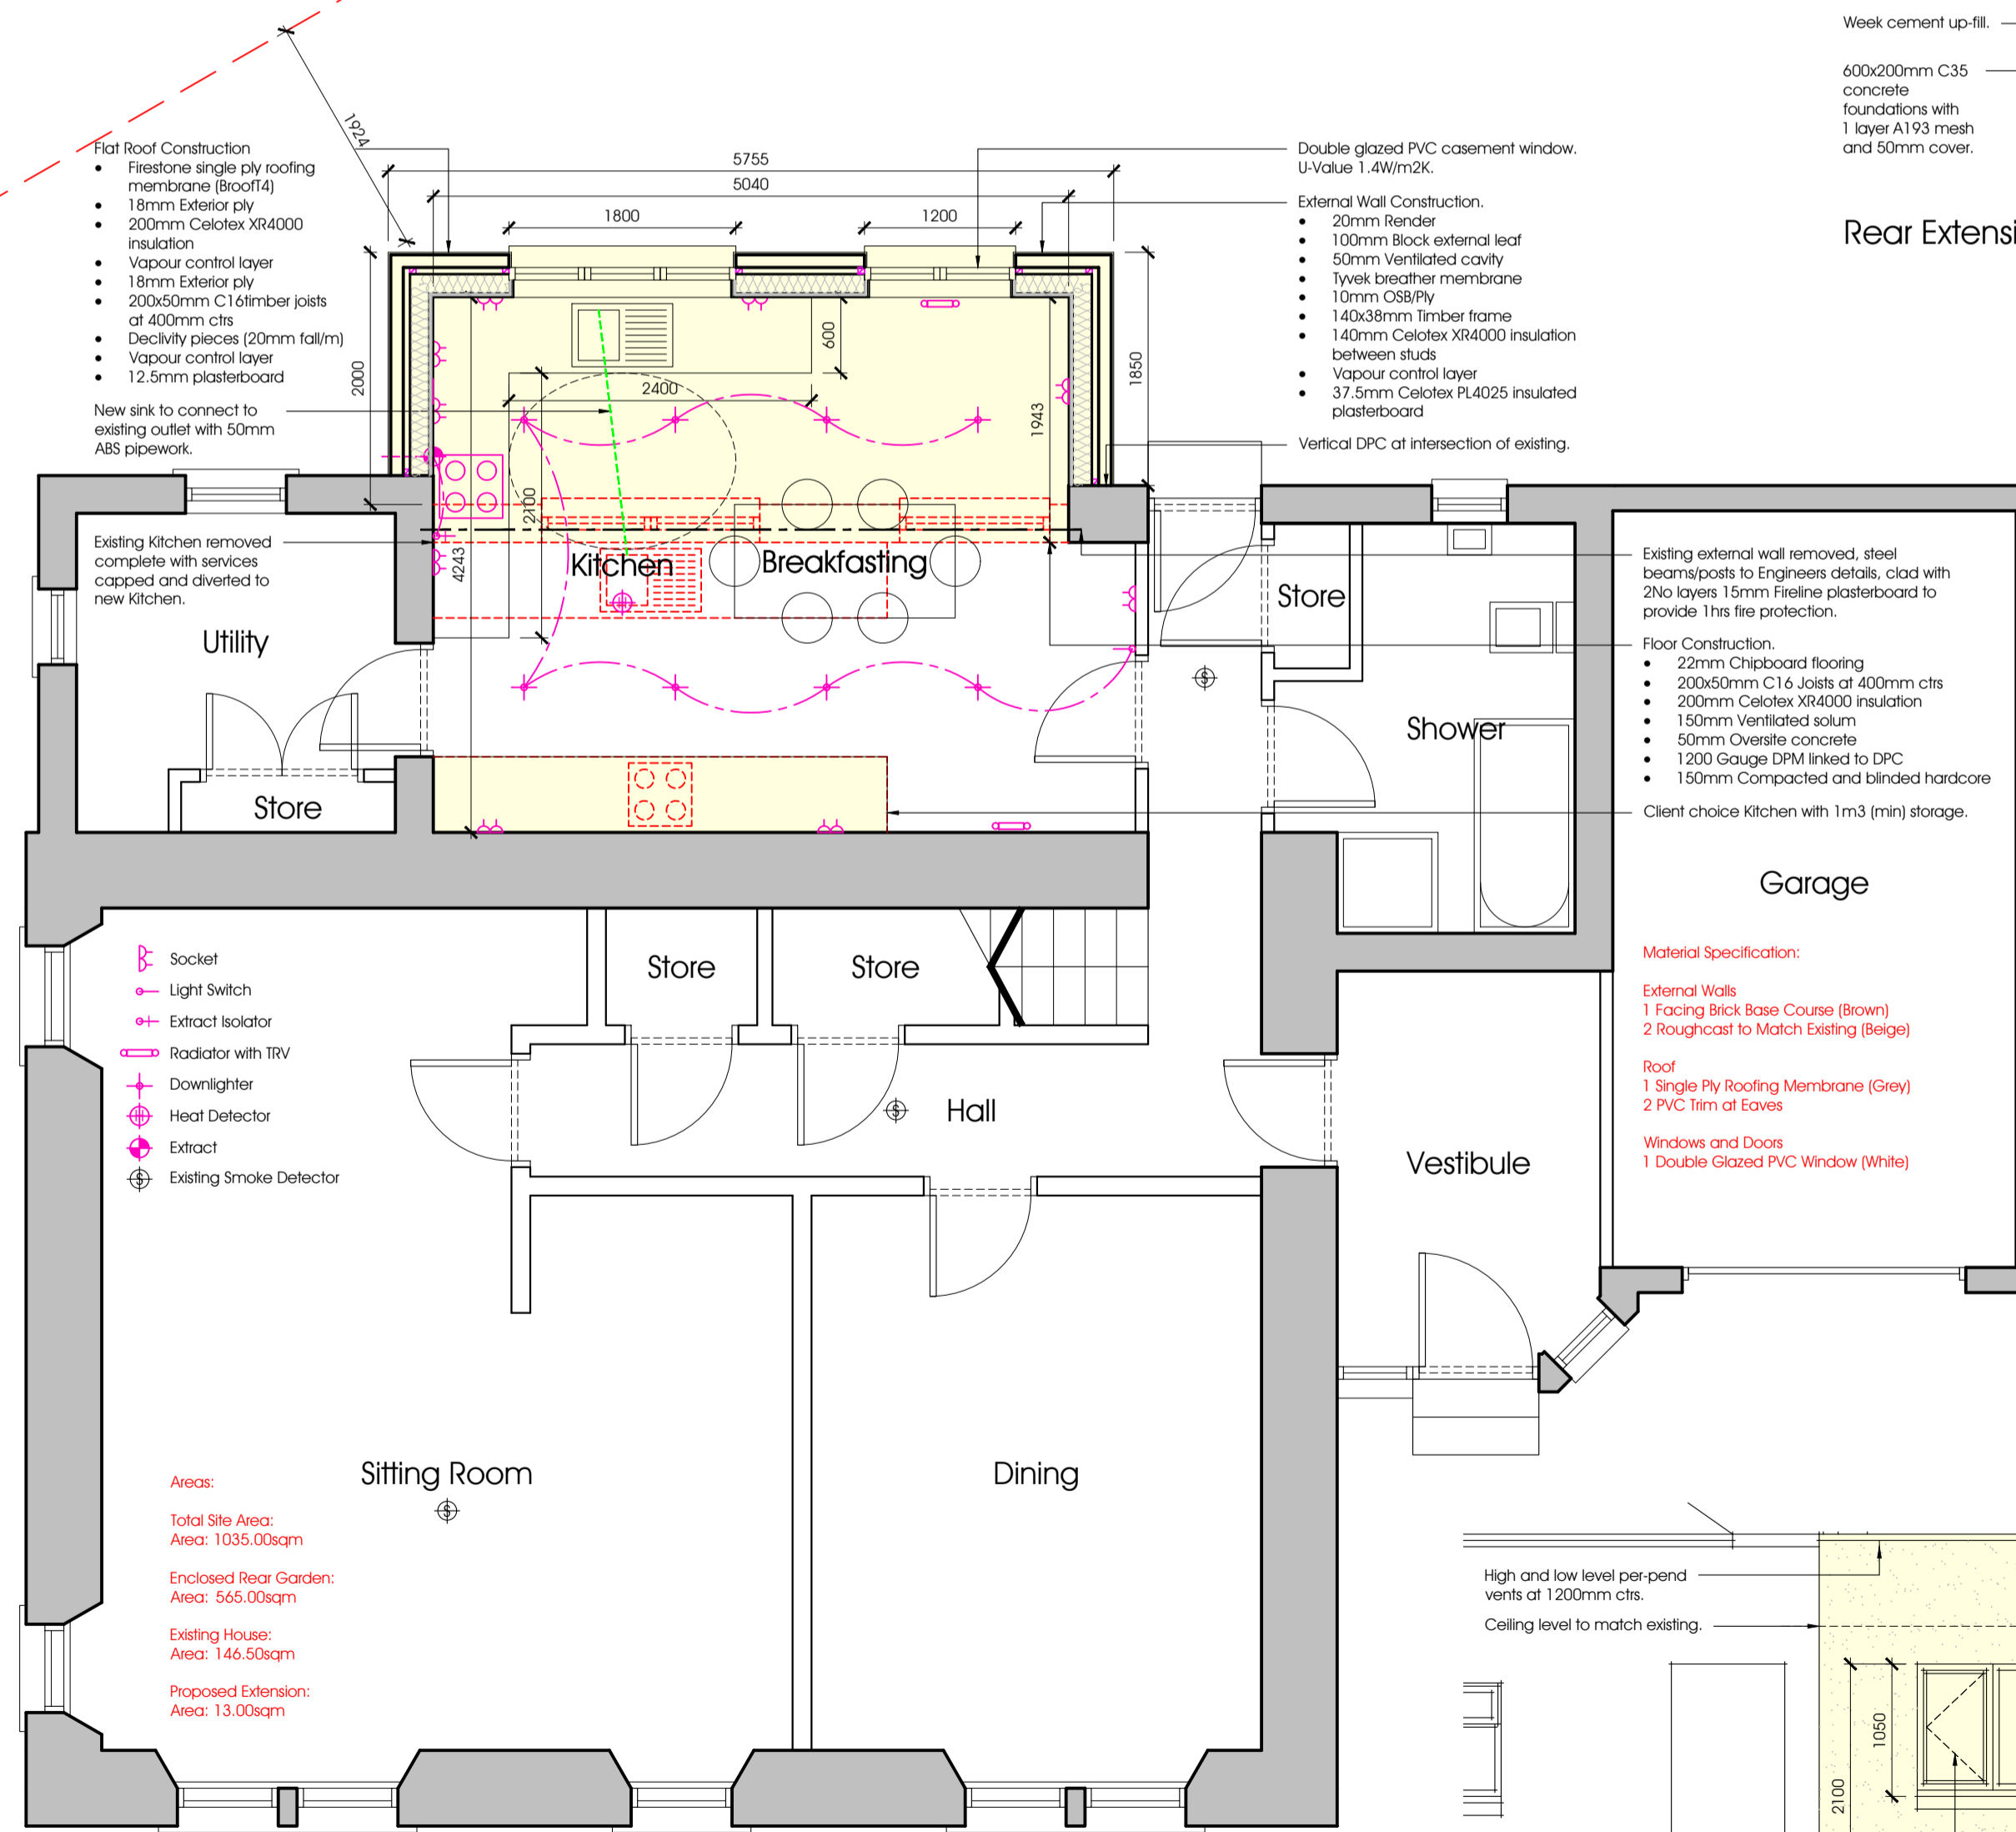 Week cement up-fill.
600x200mm C35
concrete
foundations with
1 layer A193 mesh
and 50mm cover.
Rear Extensi
Flat Roof Construction
• Firestone single ply roofing
membrane (BroofT4)
• 18mm Exterior ply
• 200mm Celotex XR4000
insulation
• Vapour control layer
• 18mm Exterior ply
• 200x50mm C16timber joists
at 400mm ctrs
• Declivity pieces (20mm fall/m)
• Vapour control layer
• 12.5mm plasterboard
New sink to connect to
existing outlet with 50mm
ABS pipework.
Existing Kitchen removed
complete with services
capped and diverted to
new Kitchen.
1924
5755
5040
1800
1200
2000
600
2400
1943
1850
2100
4243
Double glazed PVC casement window.
U-Value 1.4W/m2K.
External Wall Construction.
• 20mm Render
• 100mm Block external leaf
• 50mm Ventilated cavity
• Tyvek breather membrane
• 10mm OSB/Ply
• 140x38mm Timber frame
• 140mm Celotex XR4000 insulation
between studs
• Vapour control layer
• 37.5mm Celotex PL4025 insulated
plasterboard
Vertical DPC at intersection of existing.
Existing external wall removed, steel
beams/posts to Engineers details, clad with
2No layers 15mm Fireline plasterboard to
provide 1hrs fire protection.
Floor Construction.
• 22mm Chipboard flooring
• 200x50mm C16 Joists at 400mm ctrs
• 200mm Celotex XR4000 insulation
• 150mm Ventilated solum
• 50mm Oversite concrete
• 1200 Gauge DPM linked to DPC
• 150mm Compacted and blinded hardcore
Client choice Kitchen with 1m3 (min) storage.
Kitchen
Breakfasting
Utility
Store
Store
S
Shower
Garage
H
Socket
Light Switch
Extract Isolator
Radiator with TRV
Downlighter
H Heat Detector
Extract
S Existing Smoke Detector
Store
Store
S
Hall
Vestibule
Material Specification:
External Walls
1 Facing Brick Base Course (Brown)
2 Roughcast to Match Existing (Beige)
Roof
1 Single Ply Roofing Membrane (Grey)
2 PVC Trim at Eaves
Windows and Doors
1 Double Glazed PVC Window (White)
Sitting Room
S
Dining
Areas:
Total Site Area:
Area: 1035.00sqm
Enclosed Rear Garden:
Area: 565.00sqm
Existing House:
Area: 146.50sqm
Proposed Extension:
Area: 13.00sqm
High and low level per-pend
vents at 1200mm ctrs.
Ceiling level to match existing.
1050
2100